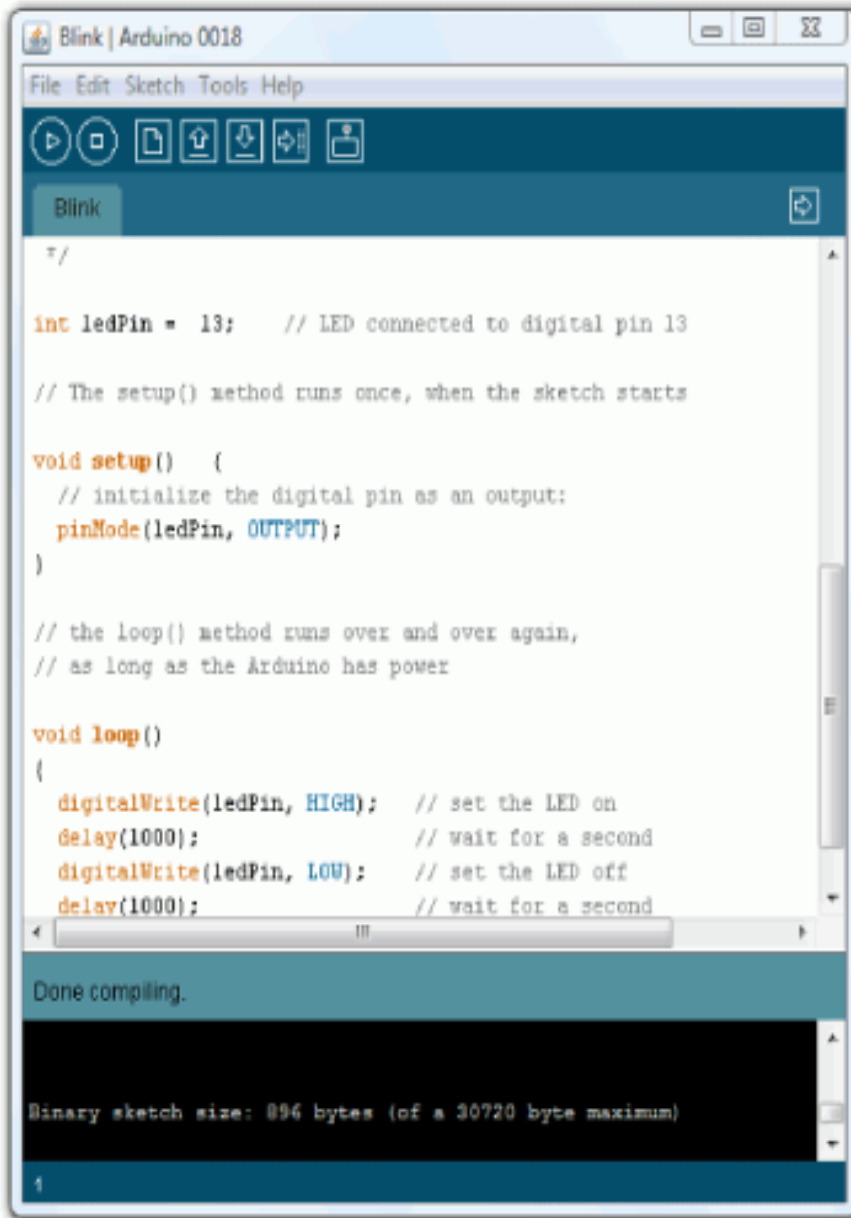 Blink | Arduino 0018
File Edit Sketch Tools Help
Blink
*/
int ledPin =  13;    // LED connected to digital pin 13
// The setup() method runs once, when the sketch starts
void setup()   {
  // initialize the digital pin as an output:
  pinMode(ledPin, OUTPUT);
}
// the loop() method runs over and over again,
// as long as the Arduino has power
void loop()
{
  digitalWrite(ledPin, HIGH);   // set the LED on
  delay(1000);                  // wait for a second
  digitalWrite(ledPin, LOW);    // set the LED off
  delay(1000);                  // wait for a second
Done compiling.
Binary sketch size: 896 bytes (of a 30720 byte maximum)
1